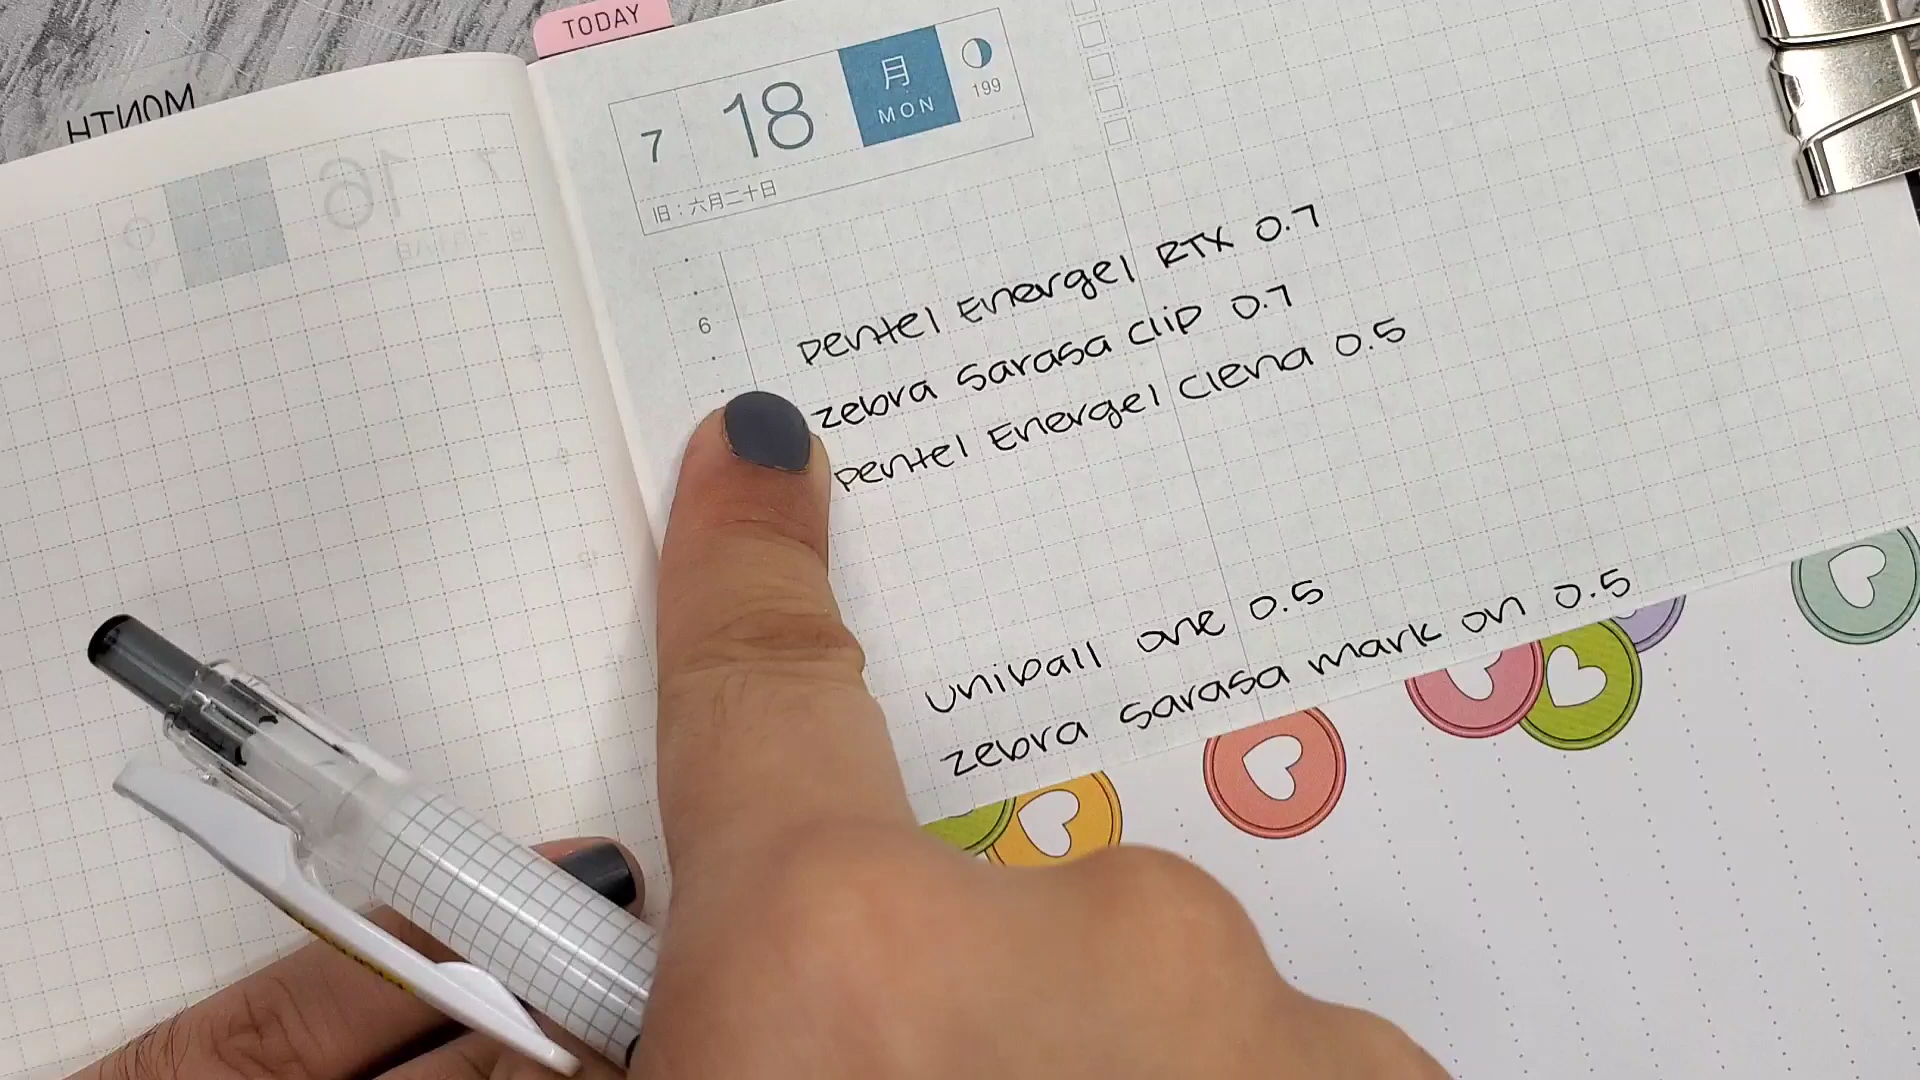 TODAY
MONTH
7 18 月 MON 199
旧:六月二十日
6
Pentel Energel RTX 0.7
zebra sarasa clip 0.7
Pentel Energel Clena 0.5
uniball one 0.5
zebra sarasa mark on 0.5
16
7